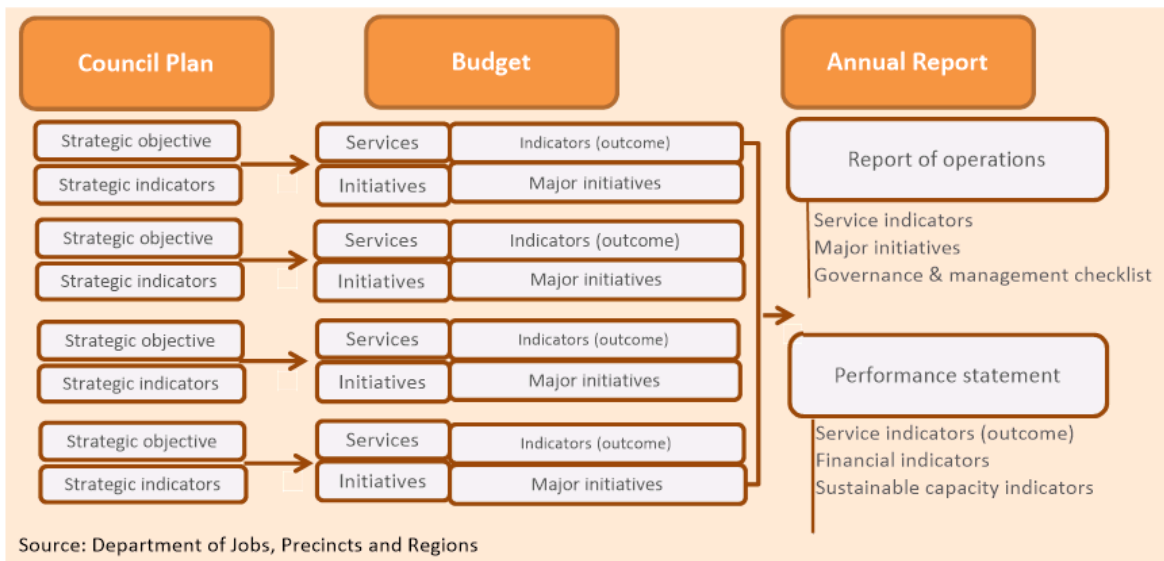 Council Plan
Budget
Annual Report
Strategic objective
Strategic indicators
Services
Indicators (outcome)
Initiatives
Major initiatives
Strategic objective
Strategic indicators
Services
Indicators (outcome)
Initiatives
Major initiatives
Strategic objective
Strategic indicators
Services
Indicators (outcome)
Initiatives
Major initiatives
Strategic objective
Strategic indicators
Services
Indicators (outcome)
Initiatives
Major initiatives
Report of operations
Service indicators
Major initiatives
Governance & management checklist
Performance statement
Service indicators (outcome)
Financial indicators
Sustainable capacity indicators
Source: Department of Jobs, Precincts and Regions